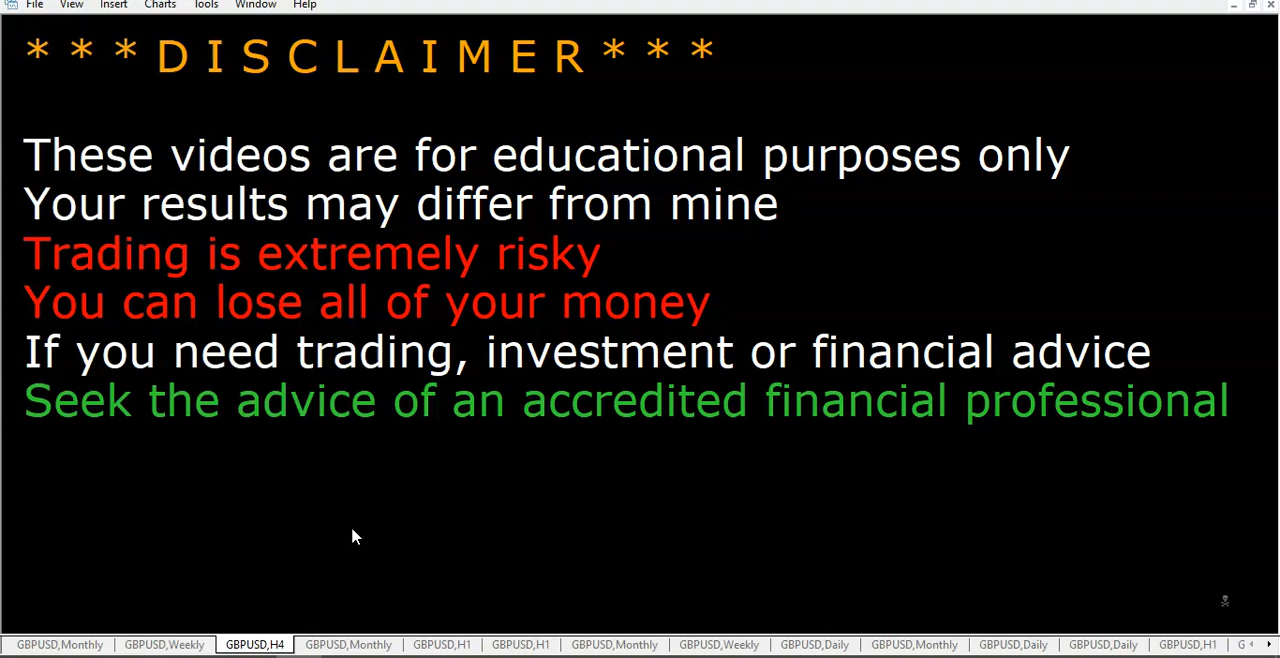 File View Insert Charts Tools Window Help
* * * D I S C L A I M E R * * *
These videos are for educational purposes only
Your results may differ from mine
Trading is extremely risky
You can lose all of your money
If you need trading, investment or financial advice
Seek the advice of an accredited financial professional
GBPUSD,Monthly GBPUSD,Weekly GBPUSD,H4 GBPUSD,Monthly GBPUSD,H1 GBPUSD,H1 GBPUSD,Monthly GBPUSD,Weekly GBPUSD,Daily GBPUSD,Monthly GBPUSD,Daily GBPUSD,Daily GBPUSD,H1 G